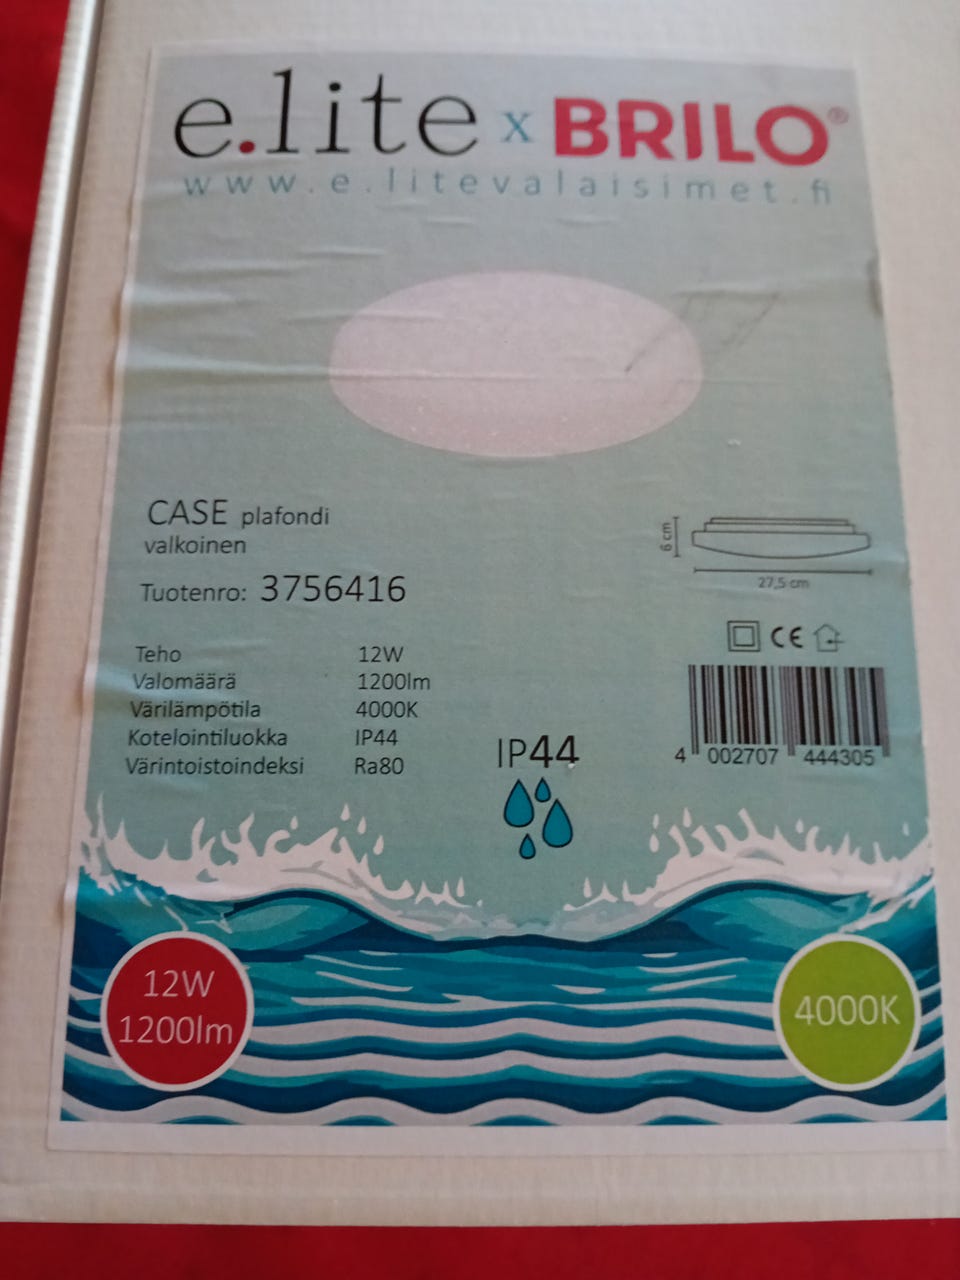 e.lite x BRILO®
www.e.litevalaisimet.fi
CASE plafondi
valkoinen
Tuotenro: 3756416
6 cm
27,5 cm
CE
Teho 12W
Valomäärä 1200lm
Värilämpötila 4000K
Kotelointiluokka IP44
Värintoistoindeksi Ra80
IP44
4 002707 444305
12W
1200lm
4000K